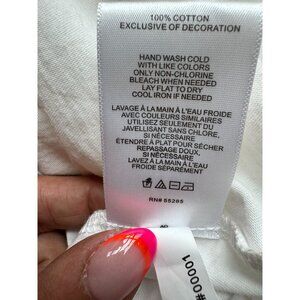 100% COTTON
EXCLUSIVE OF DECORATION
HAND WASH COLD
WITH LIKE COLORS
ONLY NON-CHLORINE
BLEACH WHEN NEEDED
LAY FLAT TO DRY
COOL IRON IF NEEDED
LAVAGE À LA MAIN À L'EAU FROIDE
AVEC COULEURS SIMILAIRES
UTILISEZ SEULEMENT DU
JAVELLISANT SANS CHLORE,
SI NÉCESSAIRE
ÉTENDRE À PLAT POUR SÉCHER
REPASSAGE DOUX,
SI NÉCESSAIRE
LAVEZ À LA MAIN À L'EAU
FROIDE SÉPARÉMENT
RN# 55285
#00001